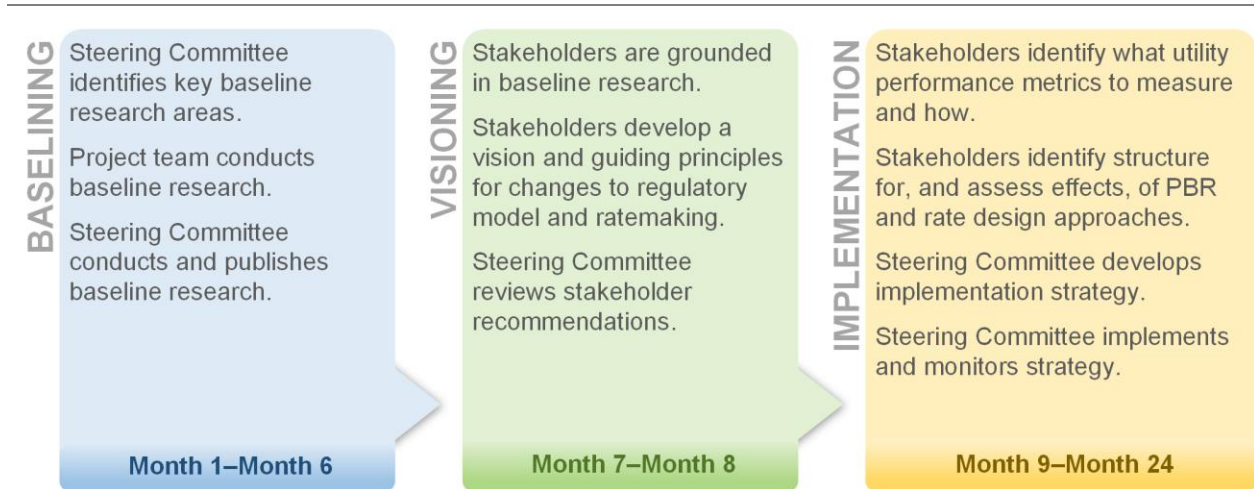 BASELINING
Steering Committee
identifies key baseline
research areas.
Project team conducts
baseline research.
Steering Committee
conducts and publishes
baseline research.
Month 1–Month 6
VISIONING
Stakeholders are grounded
in baseline research.
Stakeholders develop a
vision and guiding principles
for changes to regulatory
model and ratemaking.
Steering Committee
reviews stakeholder
recommendations.
Month 7–Month 8
IMPLEMENTATION
Stakeholders identify what utility
performance metrics to measure
and how.
Stakeholders identify structure
for, and assess effects, of PBR
and rate design approaches.
Steering Committee develops
implementation strategy.
Steering Committee implements
and monitors strategy.
Month 9–Month 24